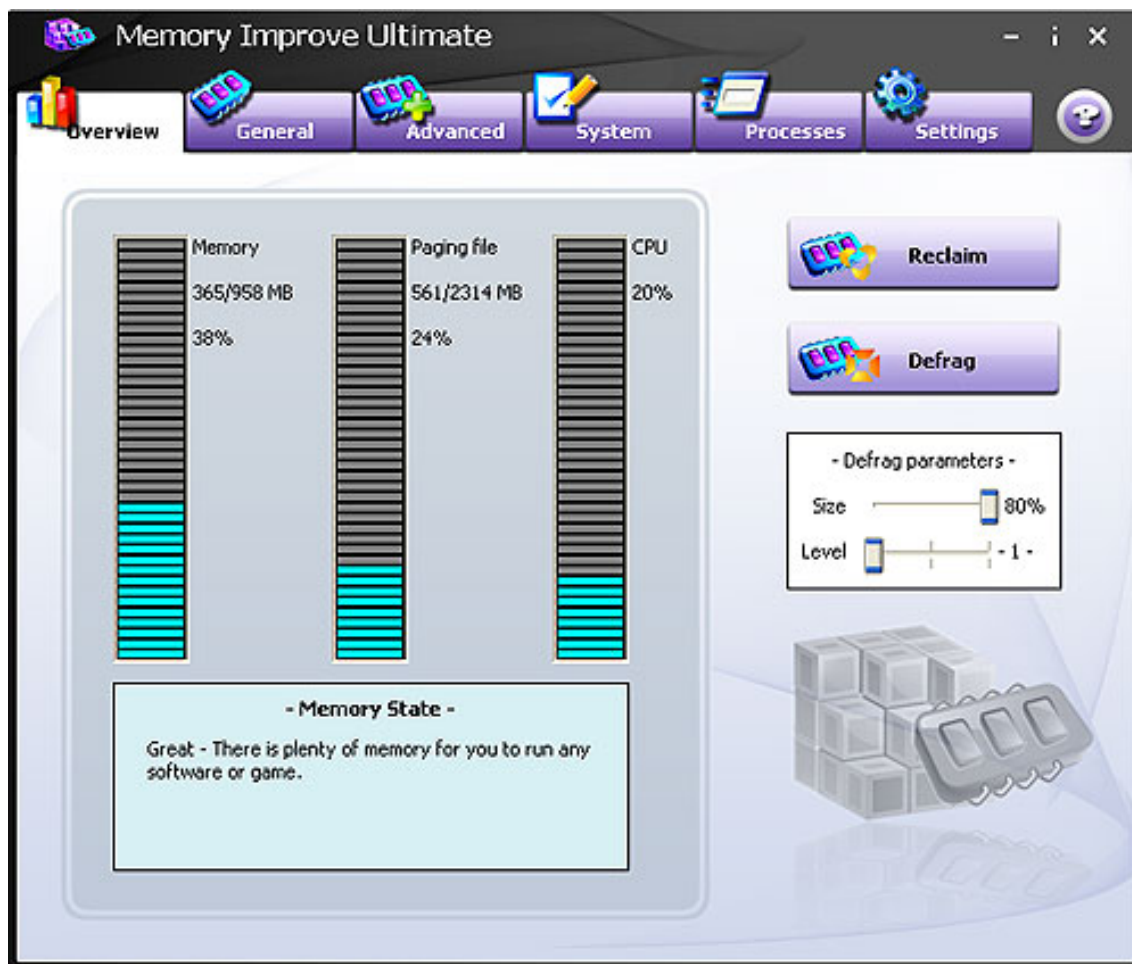 Memory Improve Ultimate
Overview
General
Advanced
System
Processes
Settings
Memory
365/958 MB
38%
Paging file
561/2314 MB
24%
CPU
20%
Reclaim
Defrag
- Defrag parameters -
Size 80%
Level - 1 -
- Memory State -
Great - There is plenty of memory for you to run any
software or game.